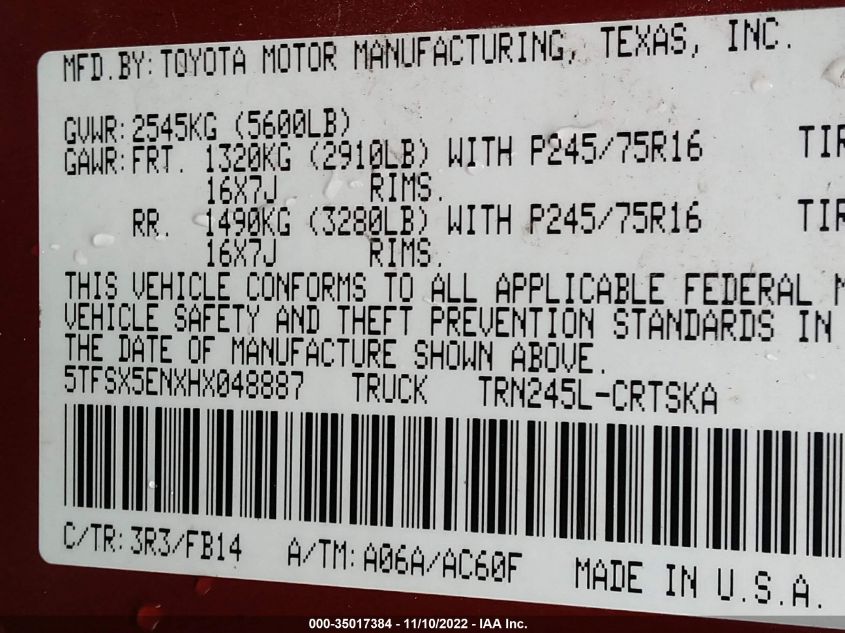 MFD.BY: TOYOTA MOTOR MANUFACTURING, TEXAS, INC.
GVWR: 2545KG (5600LB)
GAWR: FRT. 1320KG (2910LB) WITH P245/75R16 TIR
16X7J RIMS.
RR. 1490KG (3280LB) WITH P245/75R16 TIR
16X7J RIMS.
THIS VEHICLE CONFORMS TO ALL APPLICABLE FEDERAL M
VEHICLE SAFETY AND THEFT PREVENTION STANDARDS IN
THE DATE OF MANUFACTURE SHOWN ABOVE.
5TFSX5ENXHX048887 TRUCK TRN245L-CRTSKA
C/TR: 3R3/FB14 A/TM: A06A/AC60F MADE IN U.S.A.
000-35017384 - 11/10/2022 - IAA Inc.